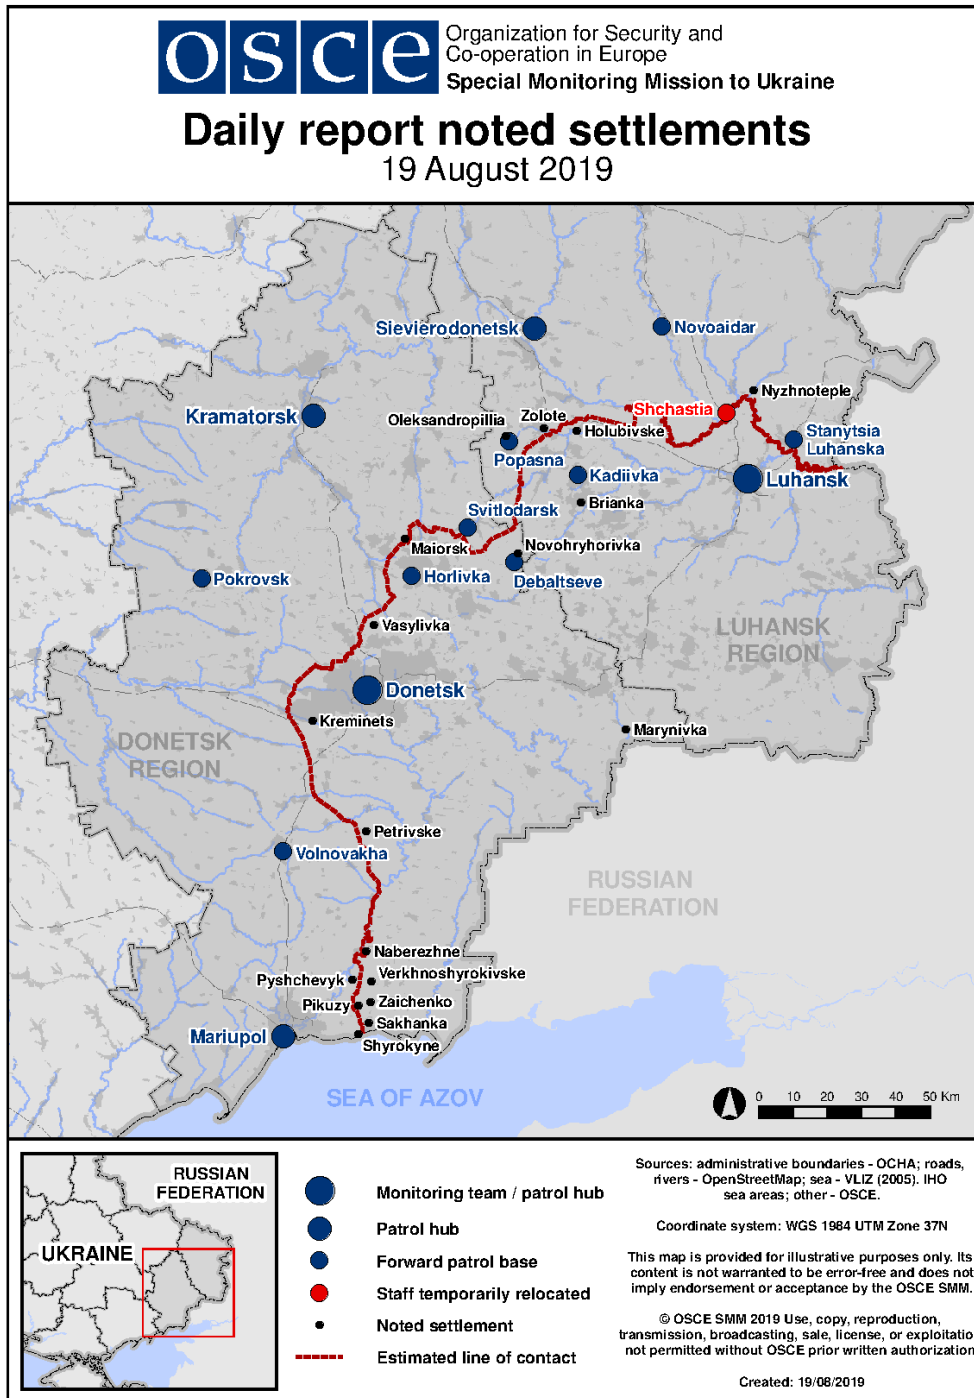 osce
Organization for Security and
Co-operation in Europe
Special Monitoring Mission to Ukraine
Daily report noted settlements
19 August 2019
Sievierodonetsk
Novoaidar
Nyzhnoteple
Kramatorsk
Oleksandropillia
Zolote
Shchastia
Holubivske
Stanytsia
Luhanska
Popasna
Kadiivka
Luhansk
Brianka
Svitlodarsk
Maiorsk
Novohryhorivka
Pokrovsk
Horlivka
Debaltseve
Vasylivka
LUHANSK
REGION
Donetsk
Kreminets
Marynivka
DONETSK
REGION
Petrivske
Volnovakha
RUSSIAN
FEDERATION
Naberezhne
Pyshchevyk
Verkhnoshyrokivske
Pikuzy
Zaichenko
Sakhanka
Mariupol
Shyrokyne
SEA OF AZOV
0 10 20 30 40 50 Km
RUSSIAN
FEDERATION
UKRAINE
Monitoring team / patrol hub
Patrol hub
Forward patrol base
Staff temporarily relocated
Noted settlement
Estimated line of contact
Sources: administrative boundaries - OCHA; roads,
rivers - OpenStreetMap; sea - VLIZ (2005). IHO
sea areas; other - OSCE.
Coordinate system: WGS 1984 UTM Zone 37N
This map is provided for illustrative purposes only. Its
content is not warranted to be error-free and does not
imply endorsement or acceptance by the OSCE SMM.
© OSCE SMM 2019 Use, copy, reproduction,
transmission, broadcasting, sale, license, or exploitatio
not permitted without OSCE prior written authorization
Created: 19/08/2019